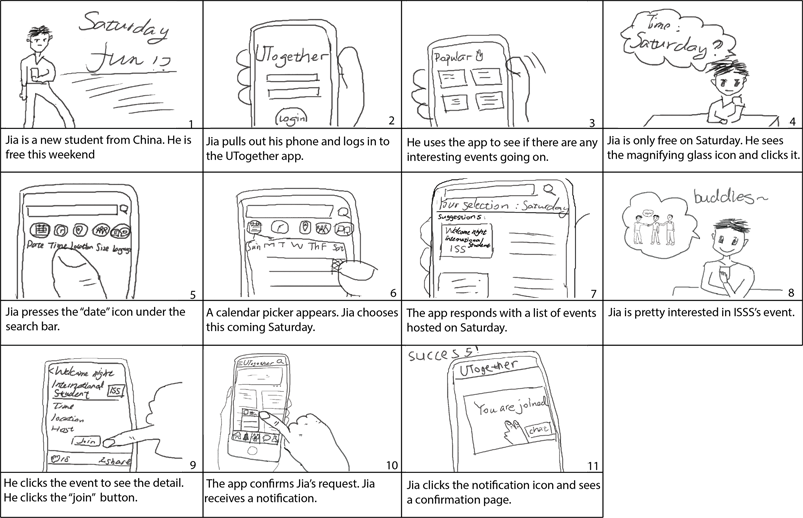 Saturday
Jun 1?
1
Jia is a new student from China. He is
free this weekend
UTogether
Login
2
Jia pulls out his phone and logs in to
the UTogether app.
Popular
3
He uses the app to see if there are any
interesting events going on.
Time:
Saturday?
4
Jia is only free on Saturday. He sees
the magnifying glass icon and clicks it.
Date Time Location Size
5
Jia presses the “date” icon under the
search bar.
Sun M T W Th F Sat
6
A calendar picker appears. Jia chooses
this coming Saturday.
Your selection: Saturday
Suggestions:
Welcome night
International
Student
ISS
7
The app responds with a list of events
hosted on Saturday.
buddies~
8
Jia is pretty interested in ISSS's event.
<Welcome night
International
Student
ISS
Time
location
Host
Join
share
9
He clicks the event to see the detail.
He clicks the “join” button.
UTogether
10
The app confirms Jia's request. Jia
receives a notification.
success!
UTogether
You are joined
chat
11
Jia clicks the notification icon and sees
a confirmation page.